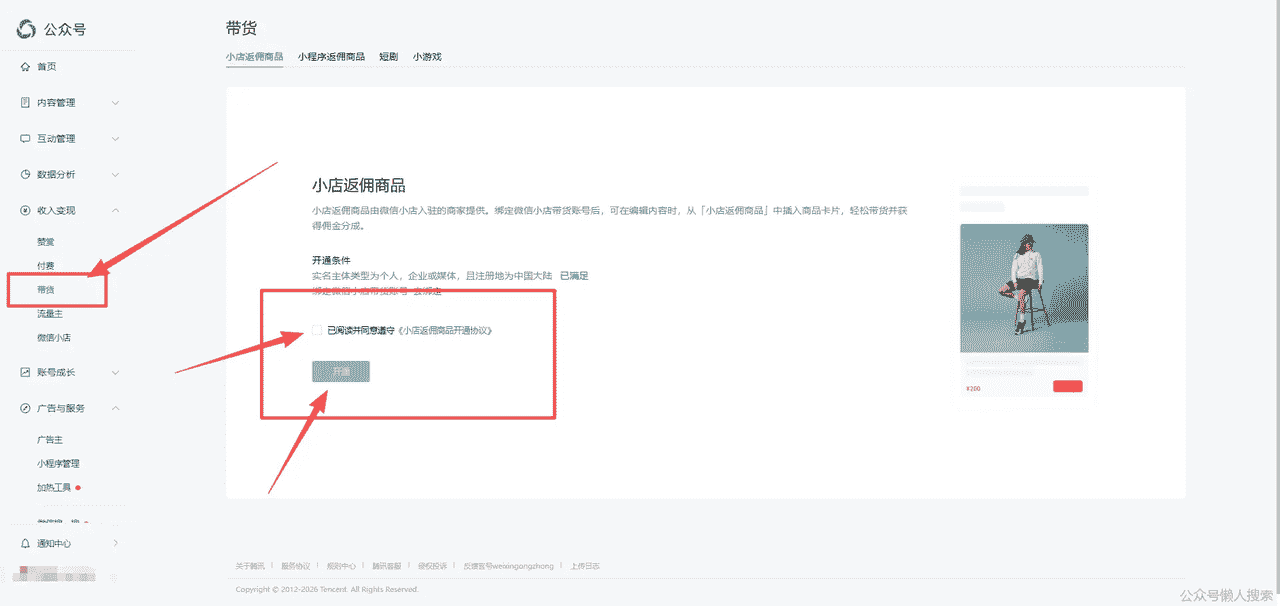 公众号
首页
内容管理
互动管理
数据分析
收入变现
赞赏
付费
带货
流量主
微信小店
账号成长
广告与服务
广告主
小程序管理
加热工具
通知中心
带货
小店返佣商品 小程序返佣商品 短剧 小游戏
小店返佣商品
小店返佣商品由微信小店入驻的商家提供。绑定微信小店带货账号后，可在编辑内容时，从「小店返佣商品」中插入商品卡片，轻松带货并获
得佣金分成。
开通条件
实名主体类型为个人，企业或媒体，且注册地为中国大陆 已满足
绑定微信小店带货账号 去绑定
已阅读并同意遵守《小店返佣商品开通协议》
开通
¥200
关于腾讯 | 服务协议 | 规则中心 | 腾讯客服 | 侵权投诉 | 反馈账号weixingongzhong | 上传日志
Copyright © 2012-2026 Tencent. All Rights Reserved.
公众号懒人搜索